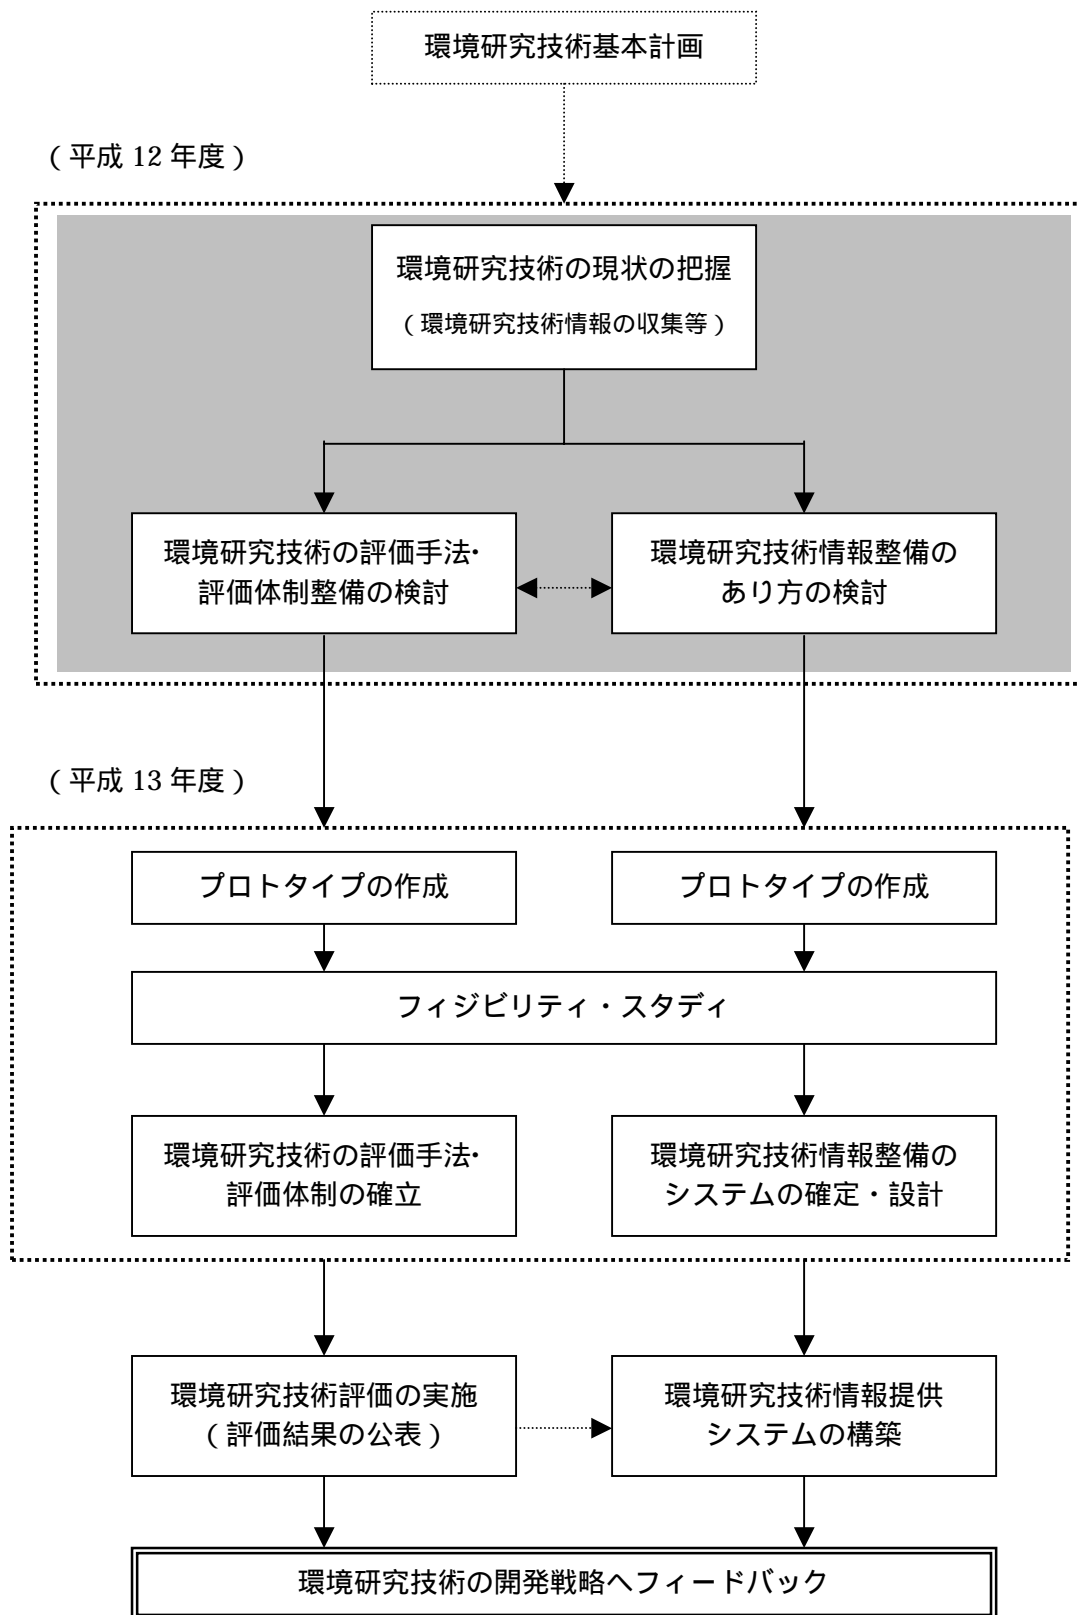 環境研究技術基本計画
（平成 12 年度）
環境研究技術の現状の把握
（環境研究技術情報の収集等）
環境研究技術の評価手法・
評価体制整備の検討
環境研究技術情報整備の
あり方の検討
（平成 13 年度）
プロトタイプの作成
プロトタイプの作成
フィジビリティ・スタディ
環境研究技術の評価手法・
評価体制の確立
環境研究技術情報整備の
システムの確定・設計
環境研究技術評価の実施
（評価結果の公表）
環境研究技術情報提供
システムの構築
環境研究技術の開発戦略へフィードバック